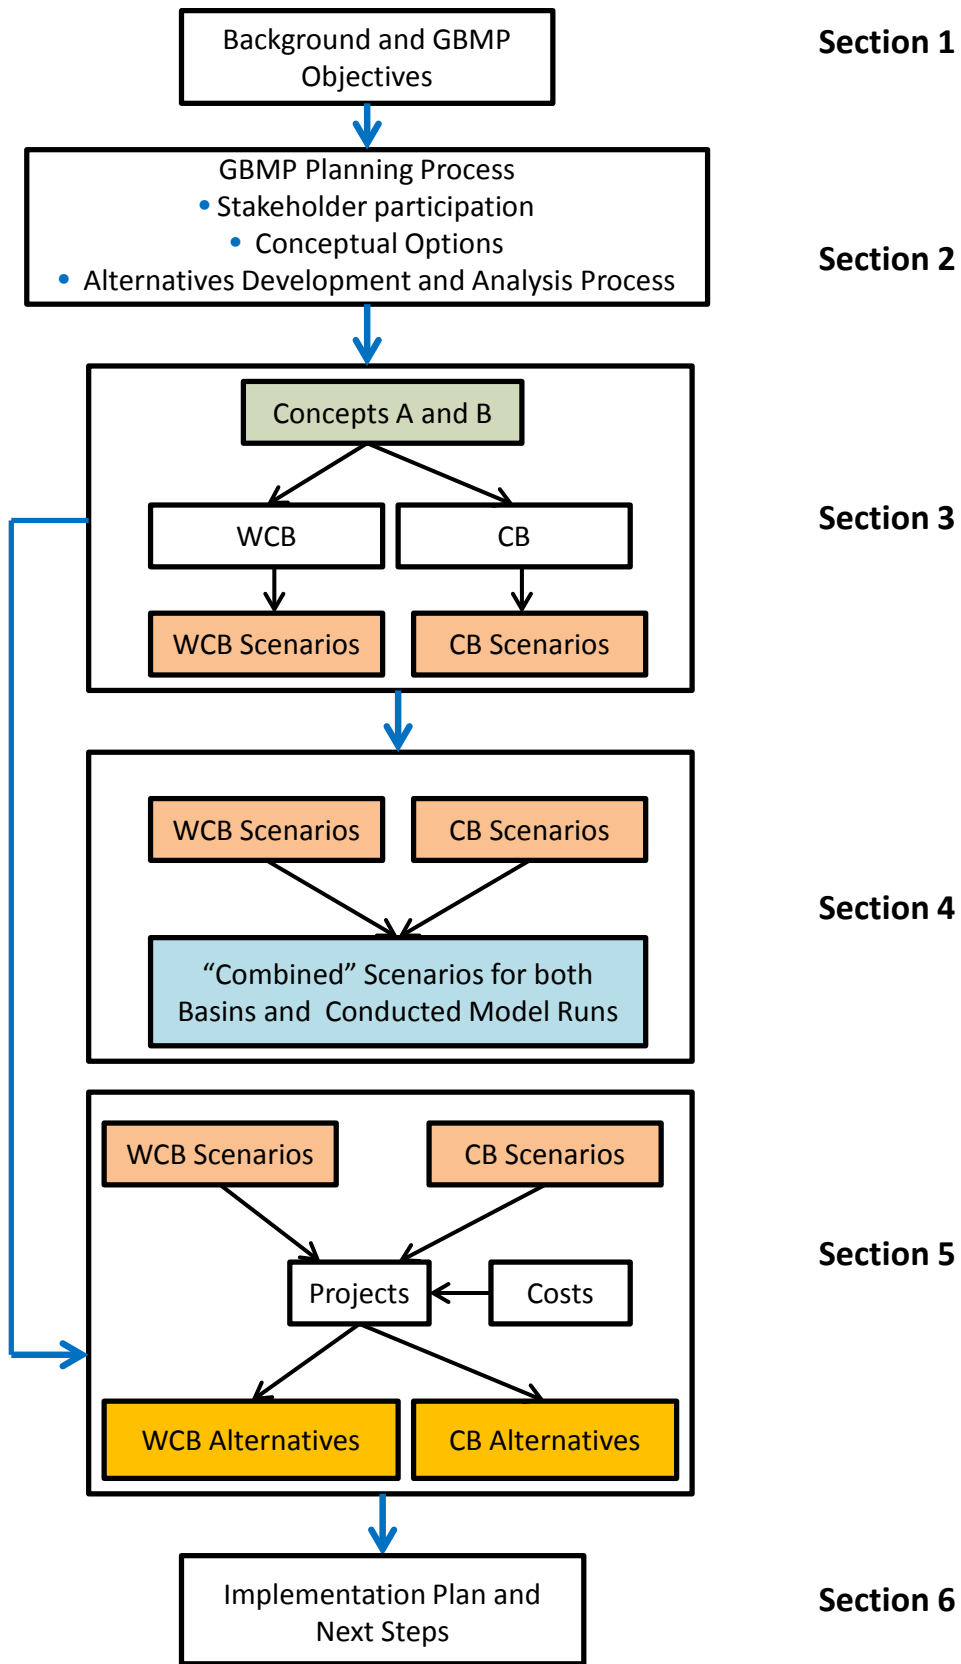 Background and GBMP
Objectives
Section 1
GBMP Planning Process
• Stakeholder participation
• Conceptual Options
• Alternatives Development and Analysis Process
Section 2
Concepts A and B
WCB
CB
Section 3
WCB Scenarios
CB Scenarios
WCB Scenarios
CB Scenarios
Section 4
“Combined” Scenarios for both
Basins and Conducted Model Runs
WCB Scenarios
CB Scenarios
Section 5
Projects
Costs
WCB Alternatives
CB Alternatives
Implementation Plan and
Next Steps
Section 6